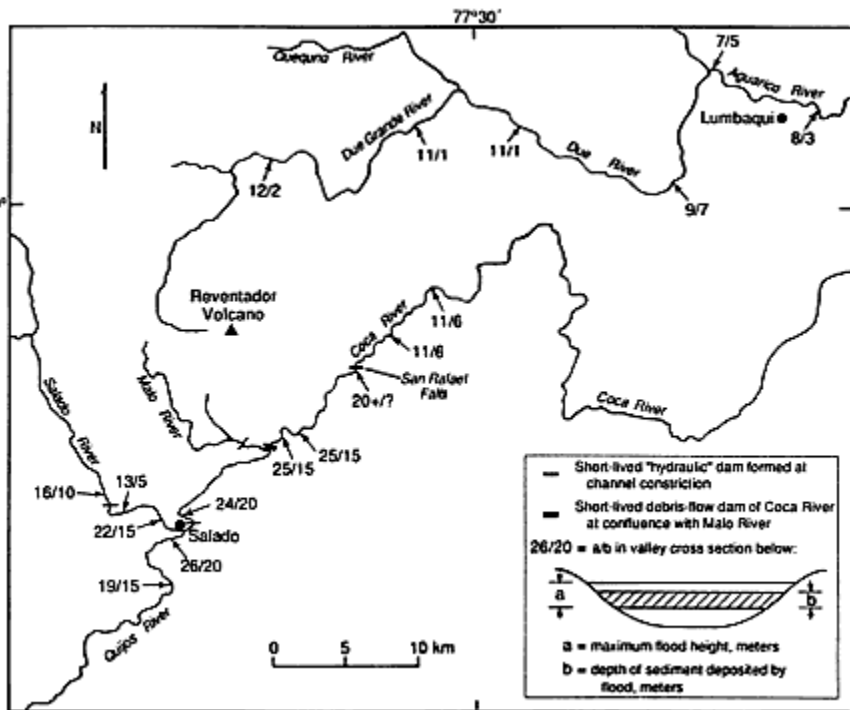 77°30´
Quequno River
7/5
Aguarico River
Lumbaqui
8/3
N
Due Grande River
11/1
11/1
Due River
12/2
9/7
°
Reventador
Volcano
Coca River
11/6
11/6
San Rafael
Falls
20+/?
Malo River
Salado River
Coca River
25/15
25/15
16/10
13/5
24/20
22/15
Salado
26/20
19/15
Quijos River
0 5 10 km
Short-lived "hydraulic" dam formed at
channel constriction
Short-lived debris-flow dam of Coca River
at confluence with Malo River
26/20 = a/b in valley cross section below:
a
b
a = maximum flood height, meters
b = depth of sediment deposited by
flood, meters